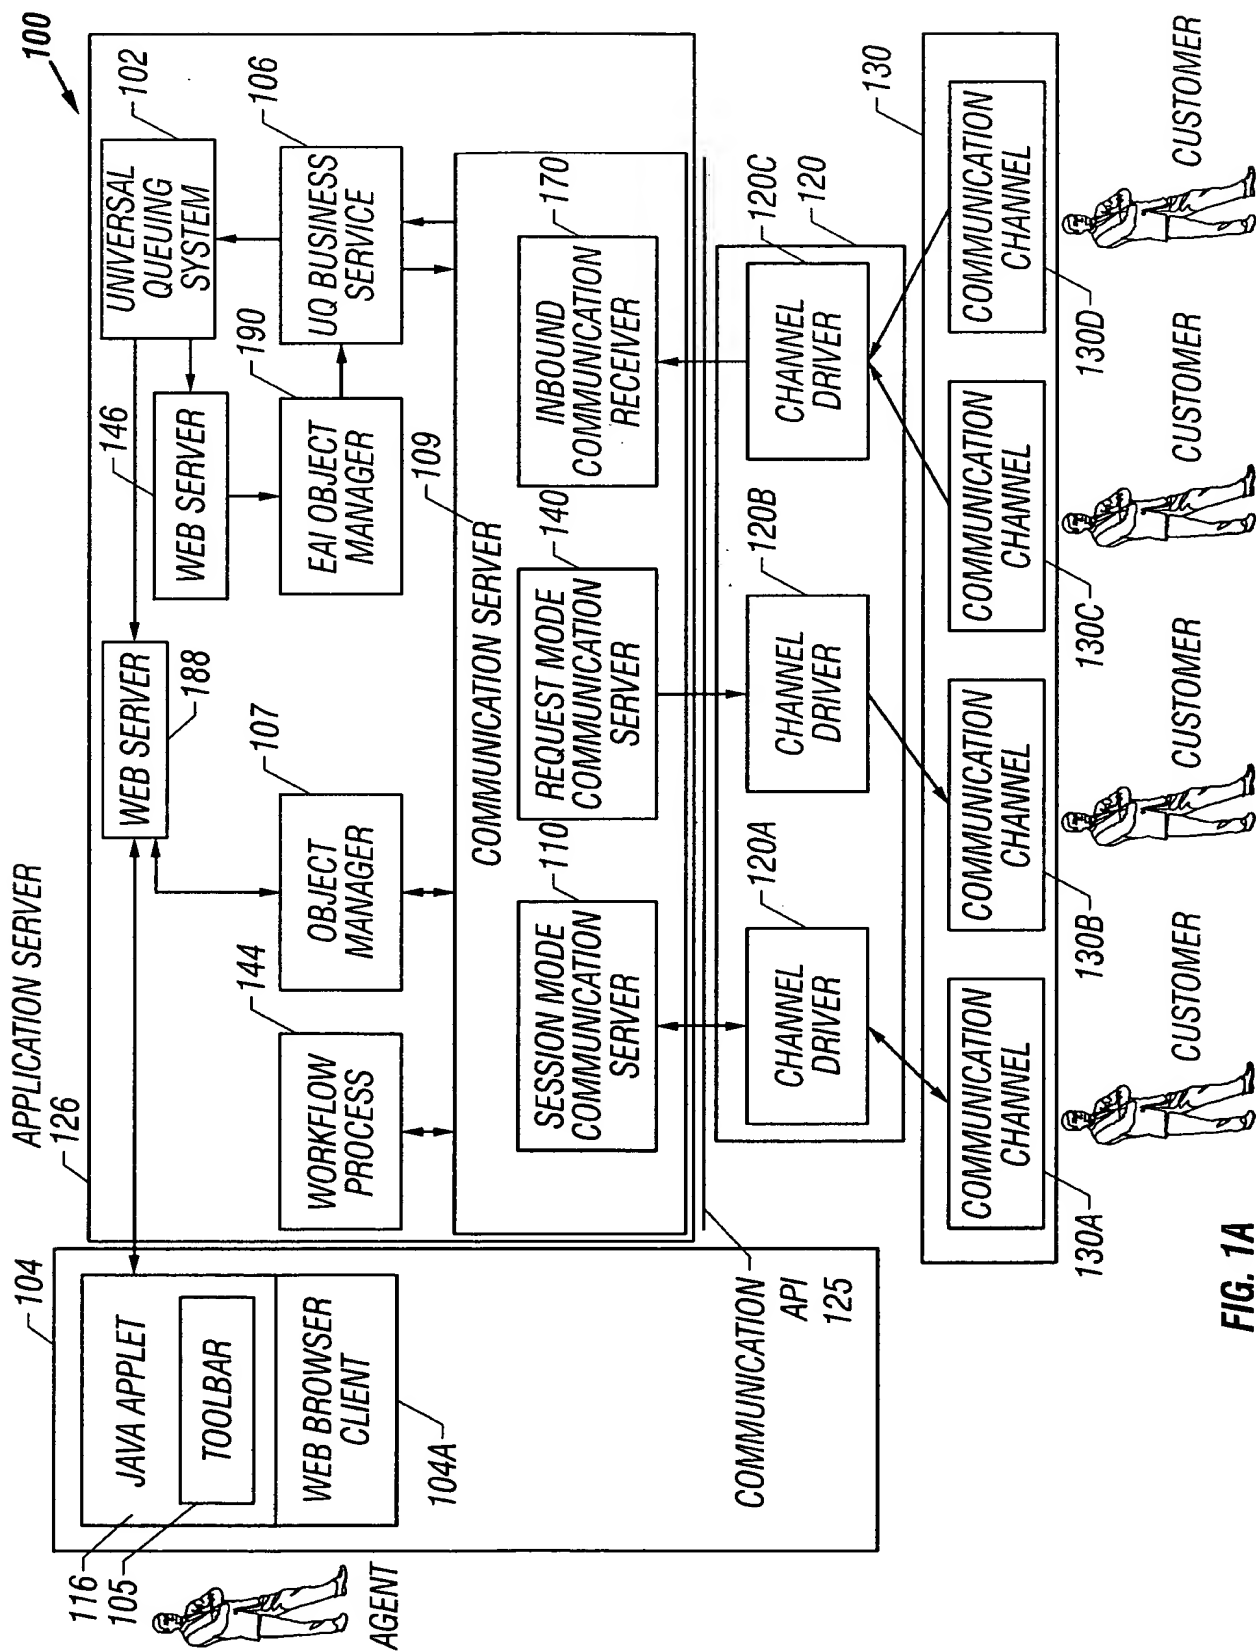 100
APPLICATION SERVER
126
104
116
105
JAVA APPLET
TOOLBAR
WEB BROWSER
CLIENT
104A
AGENT
WEB SERVER
188
146
WEB SERVER
UNIVERSAL
QUEUING
SYSTEM
102
144
WORKFLOW
PROCESS
107
OBJECT
MANAGER
190
EAI OBJECT
MANAGER
106
UQ BUSINESS
SERVICE
COMMUNICATION SERVER
109
110
SESSION MODE
COMMUNICATION
SERVER
140
REQUEST MODE
COMMUNICATION
SERVER
170
INBOUND
COMMUNICATION
RECEIVER
COMMUNICATION
API
125
120A
CHANNEL
DRIVER
120B
CHANNEL
DRIVER
120C
120
CHANNEL
DRIVER
130
COMMUNICATION
CHANNEL
130A
COMMUNICATION
CHANNEL
130B
COMMUNICATION
CHANNEL
130C
COMMUNICATION
CHANNEL
130D
CUSTOMER
CUSTOMER
CUSTOMER
CUSTOMER
FIG. 1A